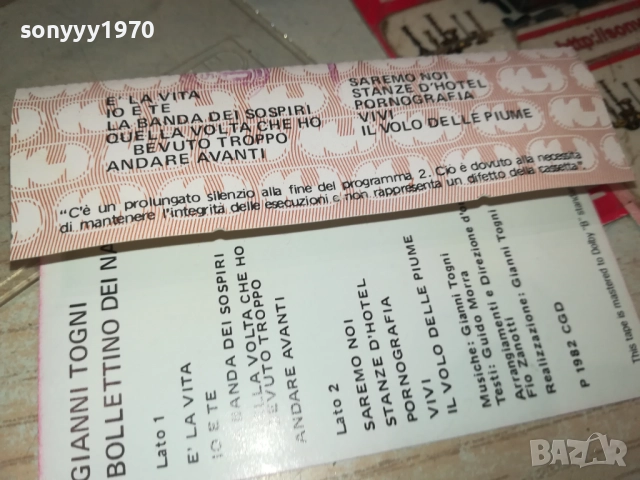 sonyyy1970
E' LA VITA
IO E TE
LA BANDA DEI SOSPIRI
QUELLA VOLTA CHE HO
BEVUTO TROPPO
ANDARE AVANTI
SAREMO NOI
STANZE D'HOTEL
PORNOGRAFIA
VIVI
IL VOLO DELLE PIUME
"C'è un prolungato silenzio alla fine del programma 2. Ciò è dovuto alla necessità
di mantenere l'integrità delle esecuzioni e non rappresenta un difetto della cassetta"
GIANNI TOGNI
BOLLETTINO DEI
Lato 1
E' LA VITA
IO E TE
BANDA DEI SOSPIRI
VOLTA CHE HO
BEVUTO TROPPO
ANDARE AVANTI
Lato 2
SAREMO NOI
STANZE D'HOTEL
PORNOGRAFIA
VIVI
IL VOLO DELLE PIUME
Musiche: Gianni Togni
Testi: Guido Morra
Arrangiamenti e Direzione d'o
Fio Zanotti
Realizzazione: Gianni Togni
P 1982 CGD
This tape is mastered to Dolby 'B'
BAZAR
bg